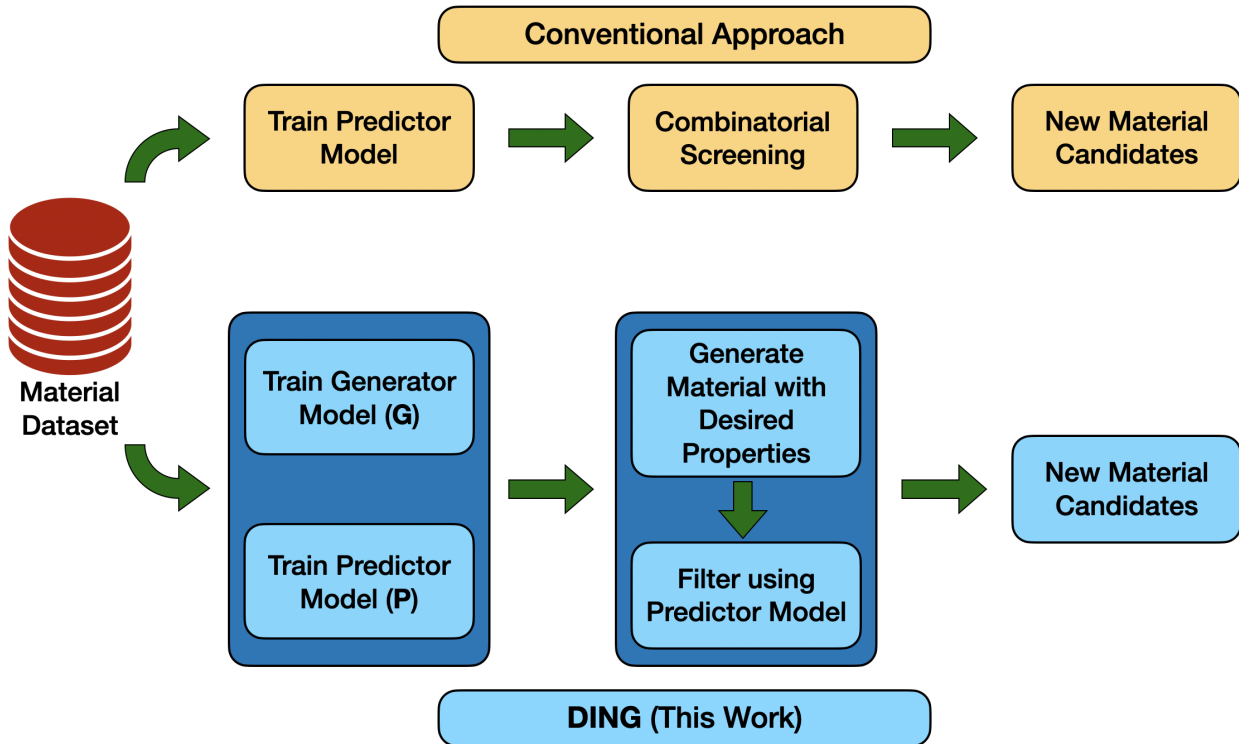 Conventional Approach
Train Predictor
Model
Combinatorial
Screening
New Material
Candidates
Material
Dataset
Train Generator
Model (G)
Train Predictor
Model (P)
Generate
Material with
Desired
Properties
Filter using
Predictor Model
New Material
Candidates
DING (This Work)